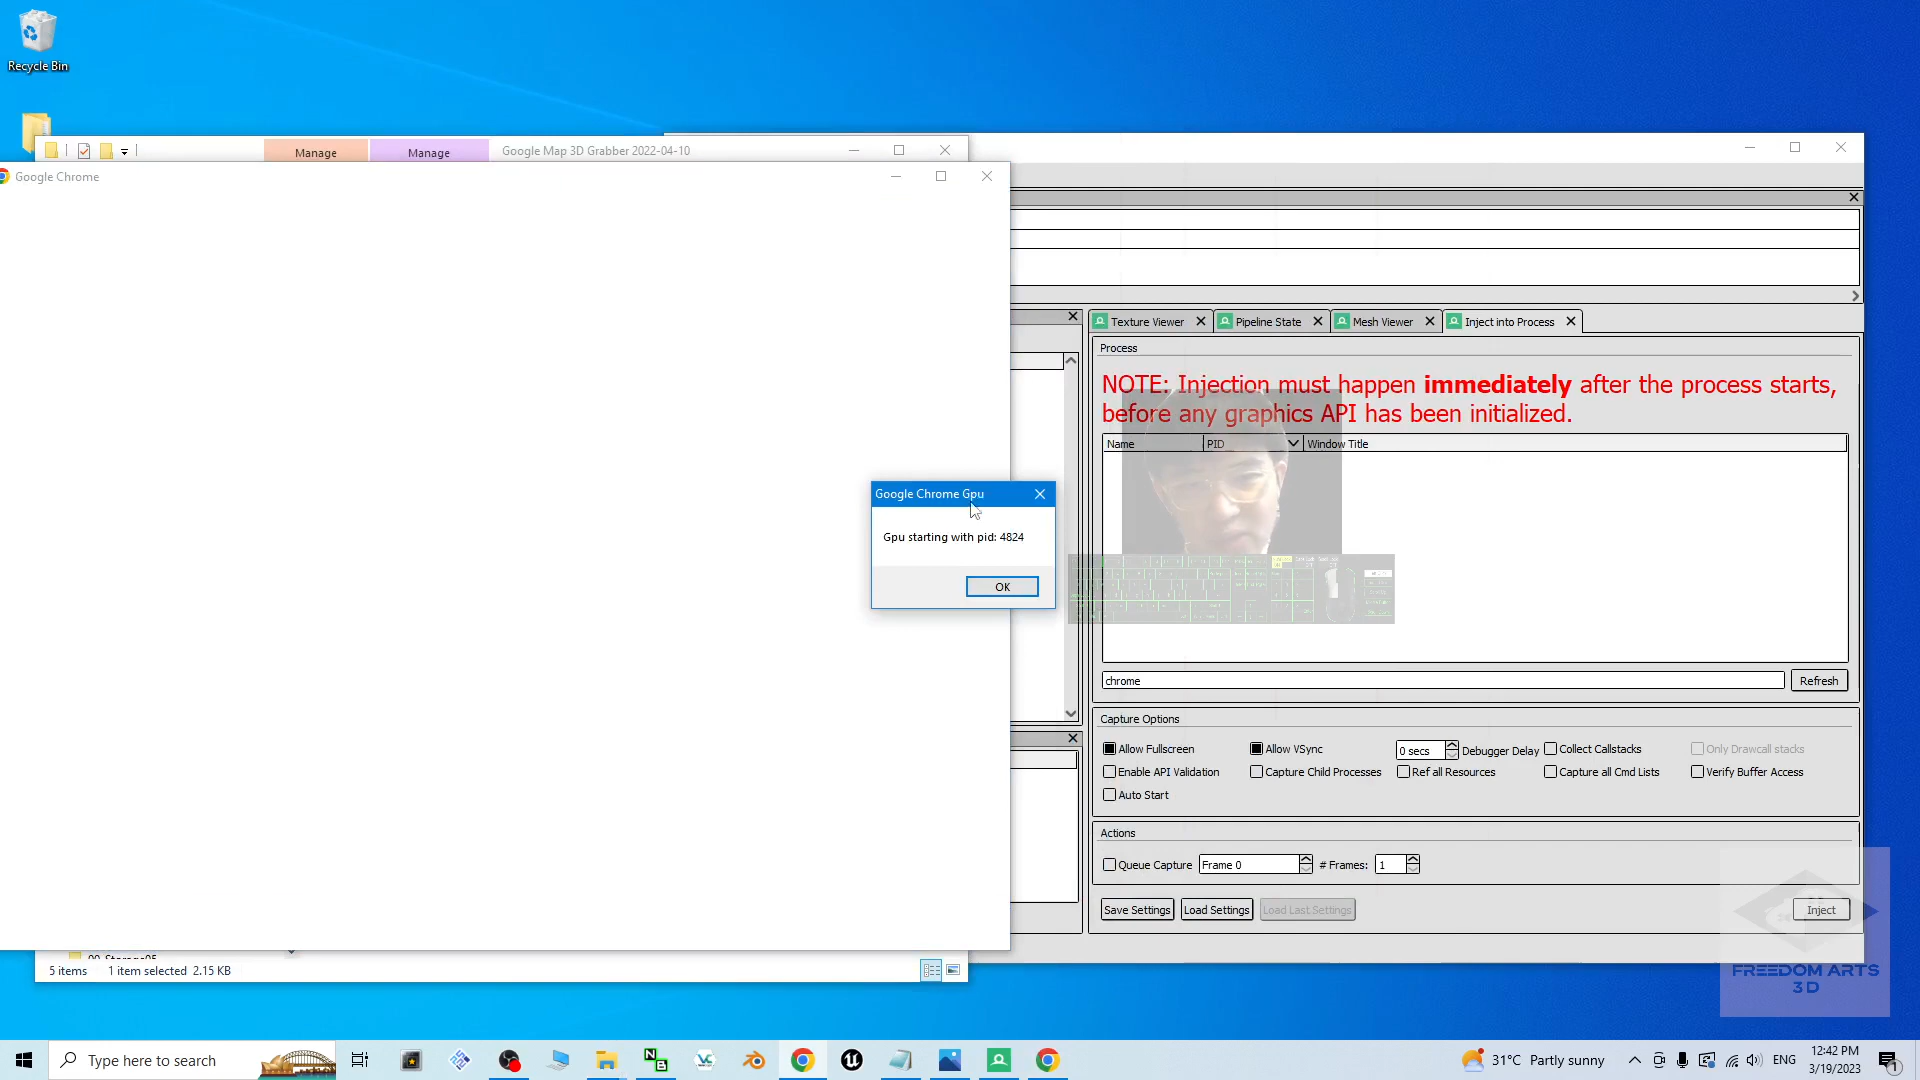 Recycle Bin
Manage
Manage
Google Map 3D Grabber 2022-04-10
Google Chrome
Texture Viewer
Pipeline State
Mesh Viewer
Inject into Process
Process
NOTE: Injection must happen immediately after the process starts,
before any graphics API has been initialized.
Name
PID
Window Title
Google Chrome Gpu
Gpu starting with pid: 4824
OK
chrome
Refresh
Capture Options
Allow Fullscreen
Allow VSync
0 secs
Debugger Delay
Collect Callstacks
Only Drawcall stacks
Enable API Validation
Capture Child Processes
Ref all Resources
Capture all Cmd Lists
Verify Buffer Access
Auto Start
Actions
Queue Capture
Frame 0
# Frames:
1
Save Settings
Load Settings
Load Last Settings
Inject
5 items
1 item selected
2.15 KB
FREEDOM ARTS
3D
Type here to search
31°C Partly sunny
ENG
12:42 PM
3/19/2023